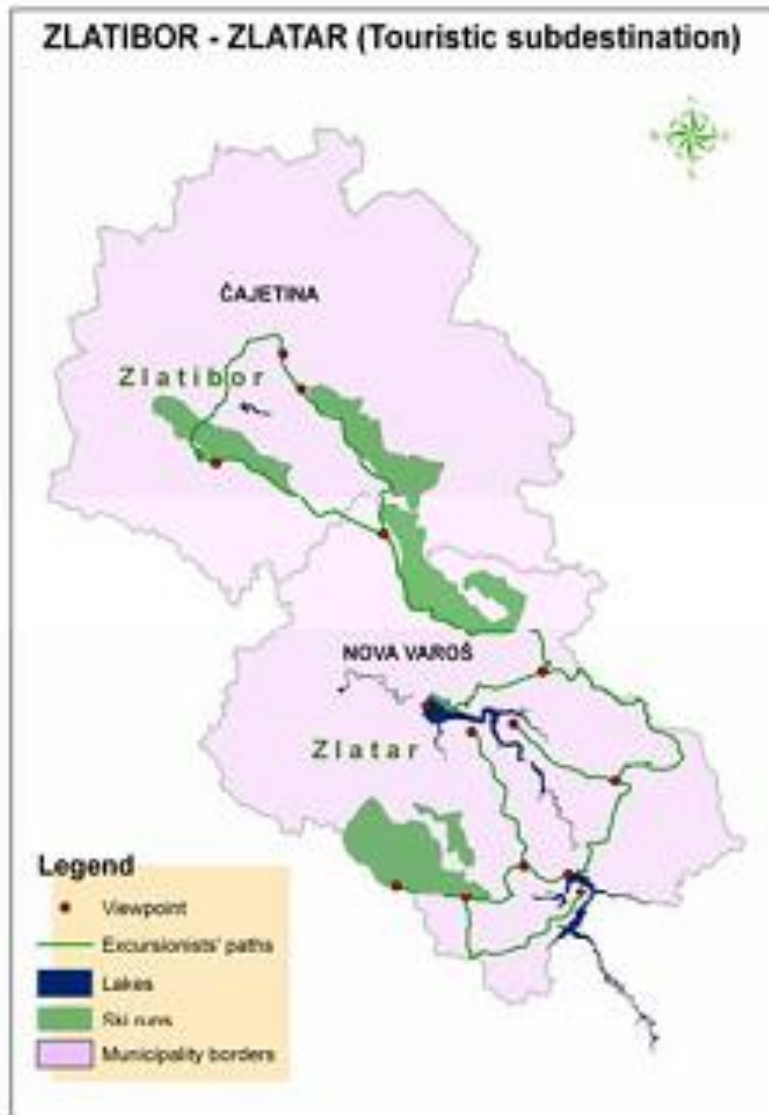 ZLATIBOR - ZLATAR (Touristic subdestination)
ČAJETINA
Zlatibor
NOVA VAROŠ
Zlatar
Legend
Viewpoint
Excursionists' paths
Lakes
Ski runs
Municipality borders